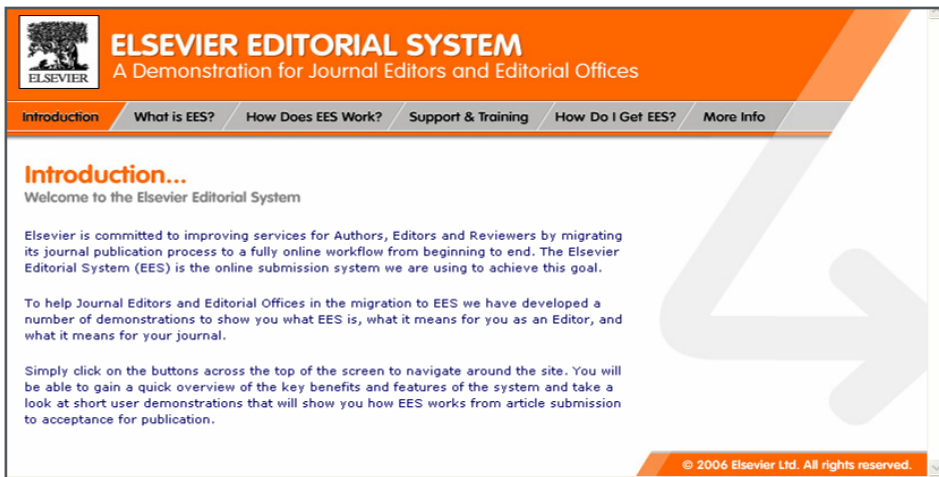 ELSEVIER
ELSEVIER EDITORIAL SYSTEM
A Demonstration for Journal Editors and Editorial Offices
Introduction What is EES? How Does EES Work? Support & Training How Do I Get EES? More Info
Introduction...
Welcome to the Elsevier Editorial System
Elsevier is committed to improving services for Authors, Editors and Reviewers by migrating
its journal publication process to a fully online workflow from beginning to end. The Elsevier
Editorial System (EES) is the online submission system we are using to achieve this goal.
To help Journal Editors and Editorial Offices in the migration to EES we have developed a
number of demonstrations to show you what EES is, what it means for you as an Editor, and
what it means for your journal.
Simply click on the buttons across the top of the screen to navigate around the site. You will
be able to gain a quick overview of the key benefits and features of the system and take a
look at short user demonstrations that will show you how EES works from article submission
to acceptance for publication.
© 2006 Elsevier Ltd. All rights reserved.